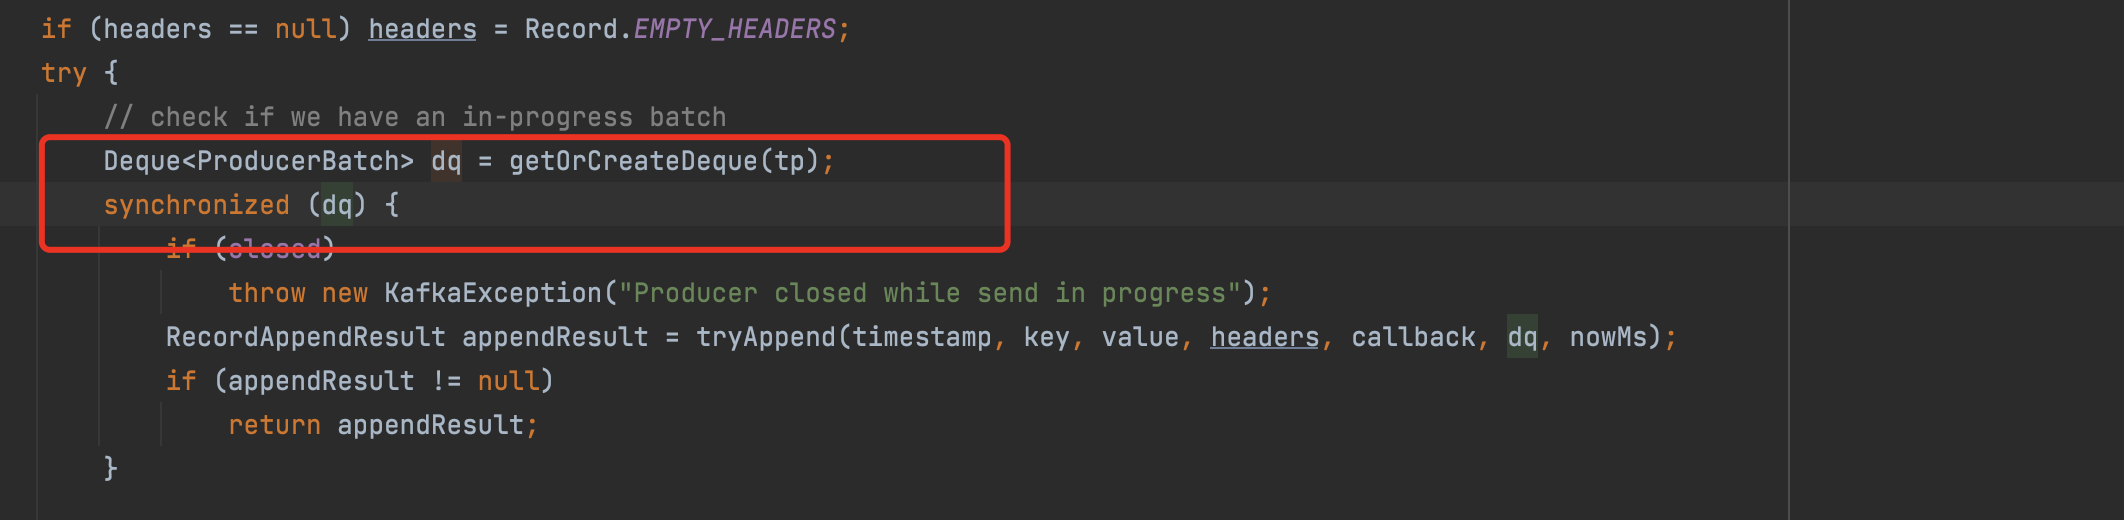 if (headers == null) headers = Record.EMPTY_HEADERS;
try {
// check if we have an in-progress batch
Deque<ProducerBatch> dq = getOrCreateDeque(tp);
synchronized (dq) {
if (closed)
throw new KafkaException("Producer closed while send in progress");
RecordAppendResult appendResult = tryAppend(timestamp, key, value, headers, callback, dq, nowMs);
if (appendResult != null)
return appendResult;
}